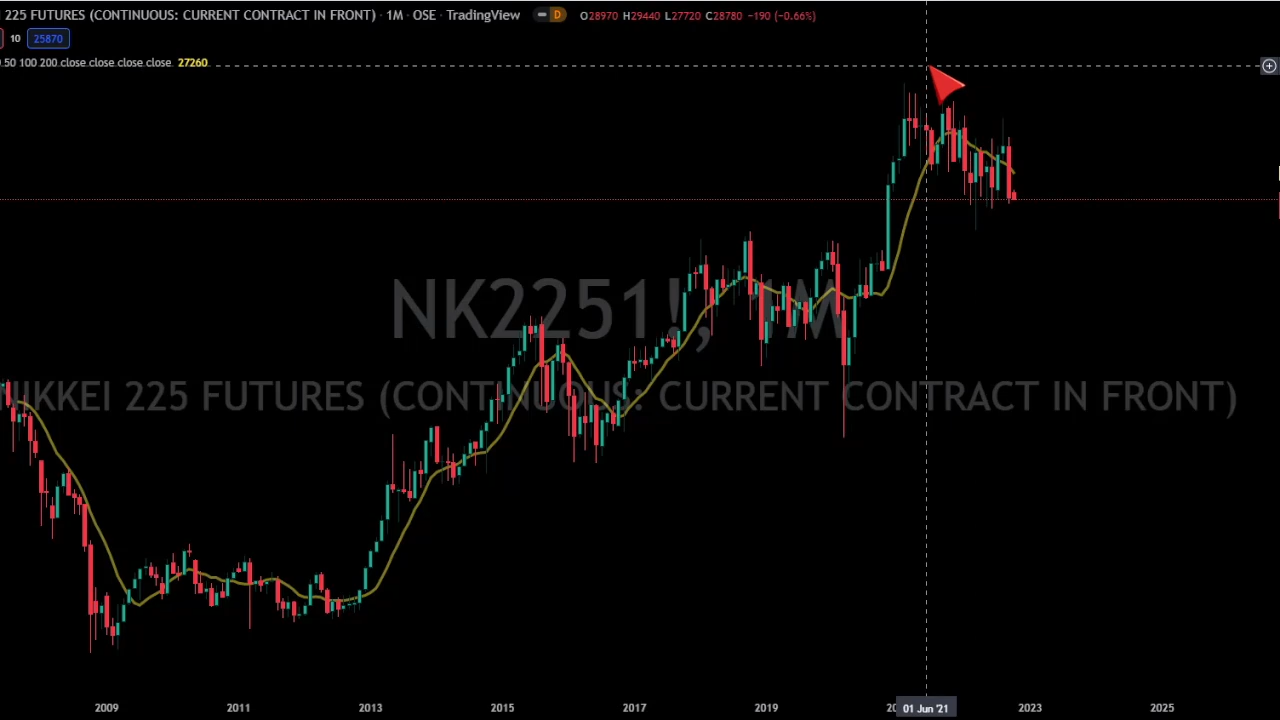 225 FUTURES (CONTINUOUS: CURRENT CONTRACT IN FRONT) · 1M · OSE · TradingView D O28970 H29440 L27720 C28780 −190 (−0.66%)
10 25870
50 100 200 close close close close 27260
NK2251!, 1M
NIKKEI 225 FUTURES (CONTINUOUS: CURRENT CONTRACT IN FRONT)
2009 2011 2013 2015 2017 2019 01 Jun '21 2023 2025